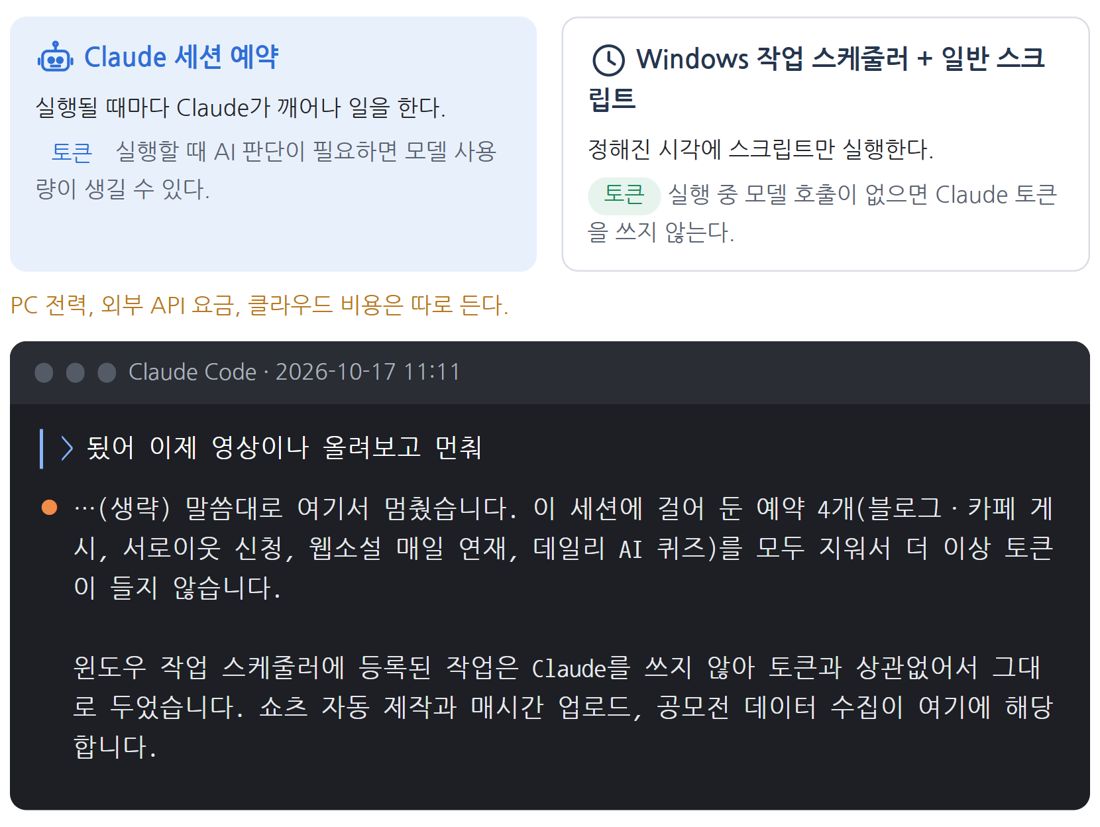 Claude 세션 예약
실행될 때마다 Claude가 깨어나 일을 한다.
토큰 실행할 때 AI 판단이 필요하면 모델 사용
량이 생길 수 있다.
Windows 작업 스케줄러 + 일반 스크
립트
정해진 시각에 스크립트만 실행한다.
토큰 실행 중 모델 호출이 없으면 Claude 토큰
을 쓰지 않는다.
PC 전력, 외부 API 요금, 클라우드 비용은 따로 든다.
Claude Code · 2026-10-17 11:11
> 됬어 이제 영상이나 올려보고 먼춰
…(생략) 말씀대로 여기서 멈췄습니다. 이 세션에 걸어 둔 예약 4개(블로그·카페 게
시, 서로이웃 신청, 웹소설 매일 연재, 데일리 AI 퀴즈)를 모두 지워서 더 이상 토큰
이 들지 않습니다.
윈도우 작업 스케줄러에 등록된 작업은 Claude를 쓰지 않아 토큰과 상관없어서 그대
로 두었습니다. 쇼츠 자동 제작과 매시간 업로드, 공모전 데이터 수집이 여기에 해당
합니다.